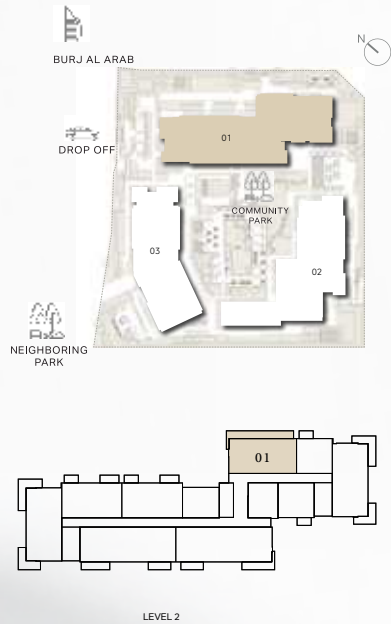 N
BURJ AL ARAB
DROP OFF
01
COMMUNITY
PARK
03
02
NEIGHBORING
PARK
01
LEVEL 2